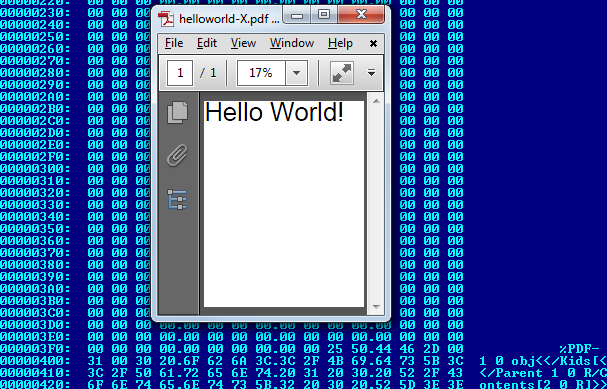 00000220: 00 00 00 00.00 00 00 00.00 00 00 00.00 00 00 00
helloworld-X.pdf ...
File Edit View Window Help
1 / 1 17%
Hello World!
00000230: 00 00 00 00 00 00
00000240: 00 00 00 00 00 00
00000250: 00 00 00 00 00 00
00000260: 00 00 00 00 00 00
00000270: 00 00 00 00 00 00
00000280: 00 00 00 00 00 00
00000290: 00 00 00 00 00 00
000002A0: 00 00 00 00 00 00
000002B0: 00 00 00 00 00 00
000002C0: 00 00 00 00 00 00
000002D0: 00 00 00 00 00 00
000002E0: 00 00 00 00 00 00
000002F0: 00 00 00 00 00 00
00000300: 00 00 00 00 00 00
00000310: 00 00 00 00 00 00
00000320: 00 00 00 00 00 00
00000330: 00 00 00 00 00 00
00000340: 00 00 00 00 00 00
00000350: 00 00 00 00 00 00
00000360: 00 00 00 00 00 00
00000370: 00 00 00 00 00 00
00000380: 00 00 00 00 00 00
00000390: 00 00 00 00 00 00
000003A0: 00 00 00 00 00 00
000003B0: 00 00 00 00 00 00
000003C0: 00 00 00 00 00 00
000003D0: 00 00 00 00 00 00
000003E0: 00 00 00 00.00 00 00 00.00 00 00 00.00 00 00 00
000003F0: 00 00 00 00.00 00 00 00.00 00 25 50.44 46 2D 00 %PDF-
00000400: 31 00 30 20.6F 62 6A 3C.3C 2F 4B 69.64 73 5B 3C 1 0 obj<</Kids[<
00000410: 3C 2F 50 61.72 65 6E 74.20 31 20 30.20 52 2F 43 </Parent 1 0 R/C
00000420: 6F 6E 74 65.6E 74 73 5B.32 20 30 20.52 5D 3E 3E ontents[2 0 R]>>